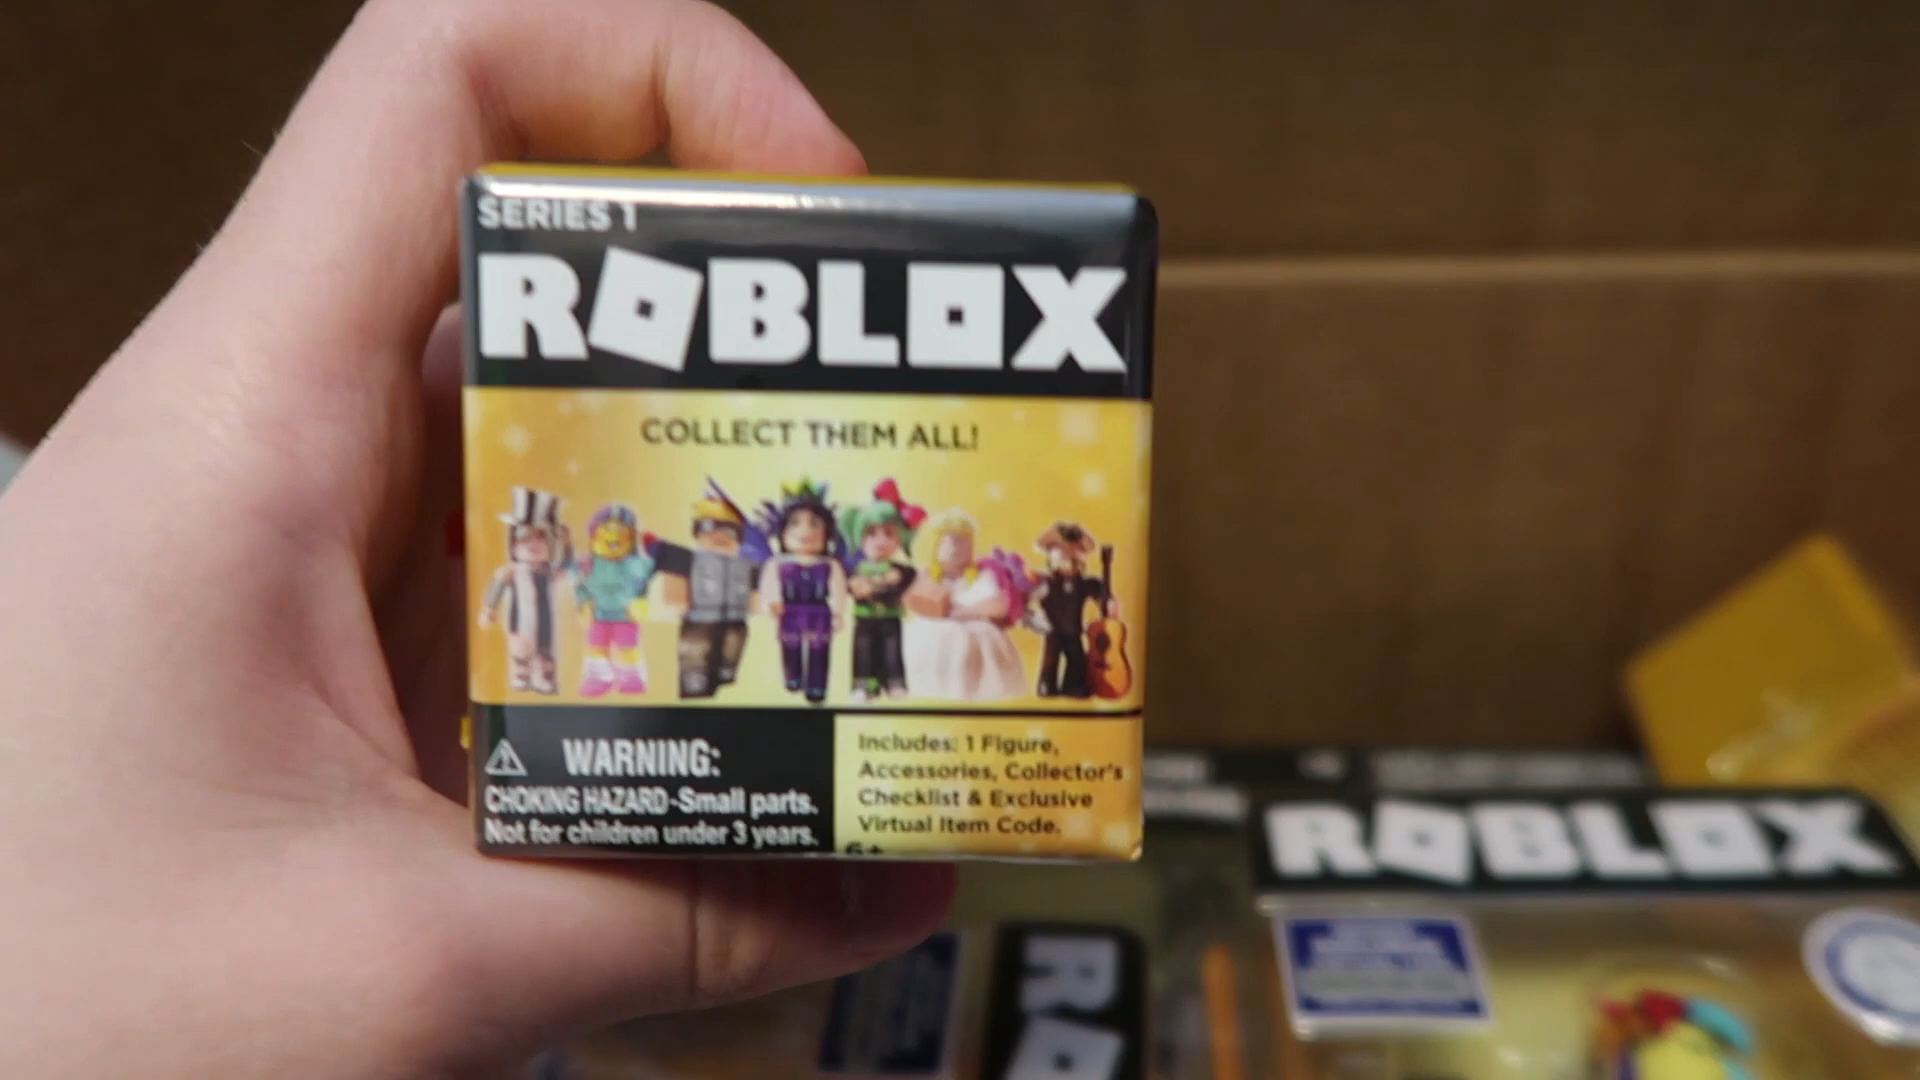 SERIES 1
ROBLOX
COLLECT THEM ALL!
WARNING:
CHOKING HAZARD-Small parts.
Not for children under 3 years.
Includes: 1 Figure,
Accessories, Collector's
Checklist & Exclusive
Virtual Item Code.
6+
ROBLOX
RO